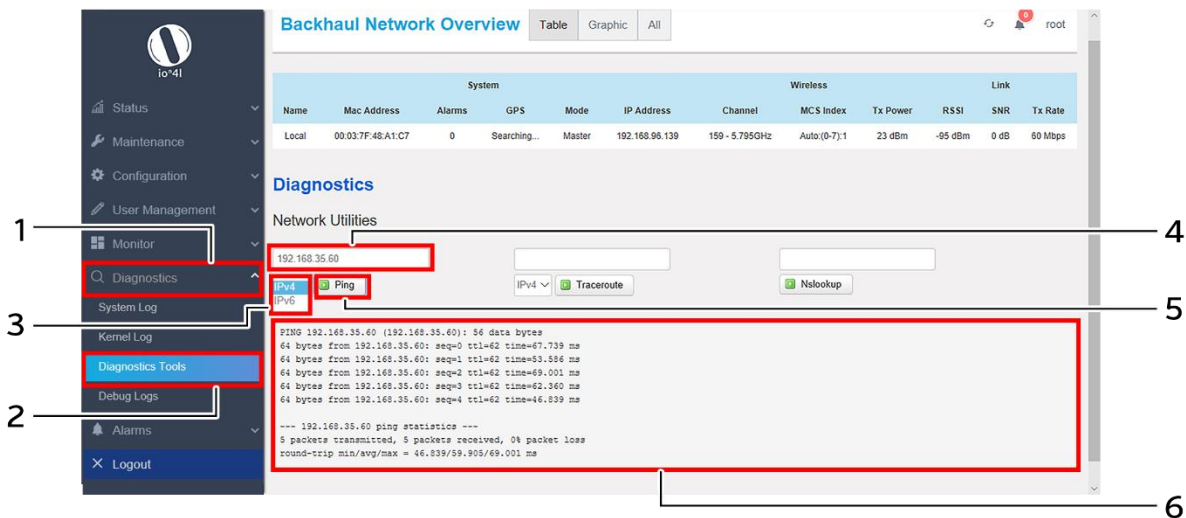 Backhaul Network Overview Table Graphic All 0 root
io°4l
System Wireless Link
Name Mac Address Alarms GPS Mode IP Address Channel MCS Index Tx Power RSSI SNR Tx Rate
Local 00:03:7F:48:A1:C7 0 Searching... Master 192.168.96.139 159 - 5.795GHz Auto:(0-7):1 23 dBm -95 dBm 0 dB 60 Mbps
Status
Maintenance
Configuration
User Management
Monitor
Diagnostics
System Log
Kernel Log
Diagnostics Tools
Debug Logs
Alarms
Logout
Diagnostics
Network Utilities
192.168.35.60
IPv4 Ping IPv4 Traceroute Nslookup
IPv6
PING 192.168.35.60 (192.168.35.60): 56 data bytes
64 bytes from 192.168.35.60: seq=0 ttl=62 time=67.739 ms
64 bytes from 192.168.35.60: seq=1 ttl=62 time=53.586 ms
64 bytes from 192.168.35.60: seq=2 ttl=62 time=69.001 ms
64 bytes from 192.168.35.60: seq=3 ttl=62 time=62.360 ms
64 bytes from 192.168.35.60: seq=4 ttl=62 time=46.839 ms
--- 192.168.35.60 ping statistics ---
5 packets transmitted, 5 packets received, 0% packet loss
round-trip min/avg/max = 46.839/59.905/69.001 ms
1
2
3
4
5
6